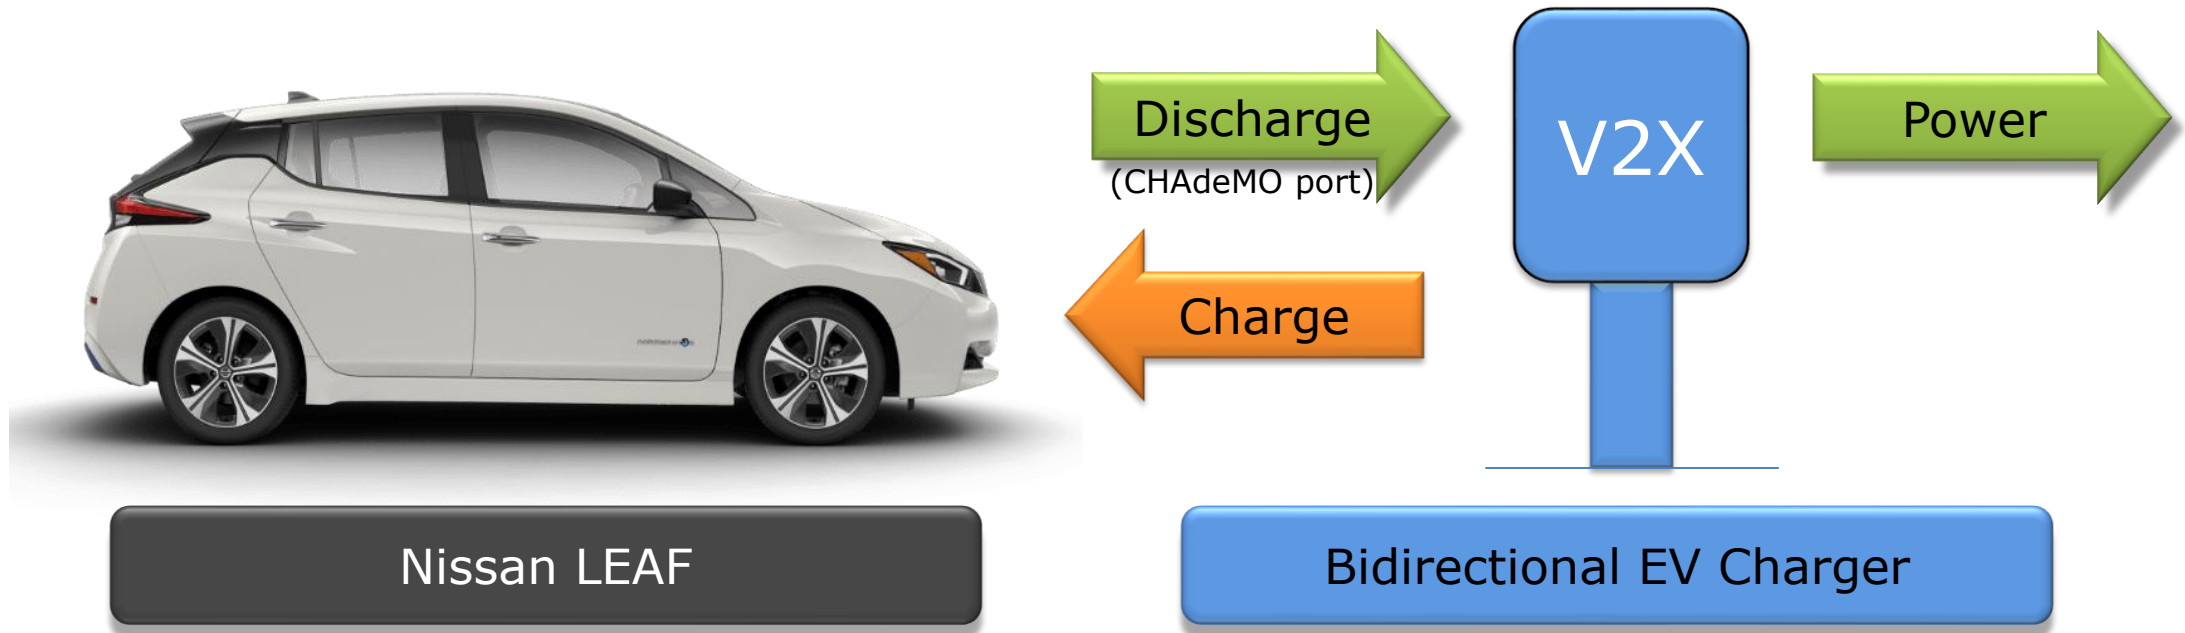 Discharge
(CHAdeMO port)
V2X
Power
Charge
Nissan LEAF
Bidirectional EV Charger